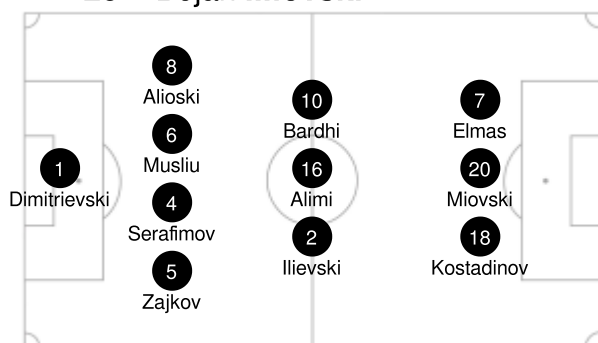 8
Alioski
10
Bardhi
7
Elmas
6
Musliu
1
Dimitrievski
16
Alimi
20
Miovski
4
Serafimov
2
Ilievski
18
Kostadinov
5
Zajkov